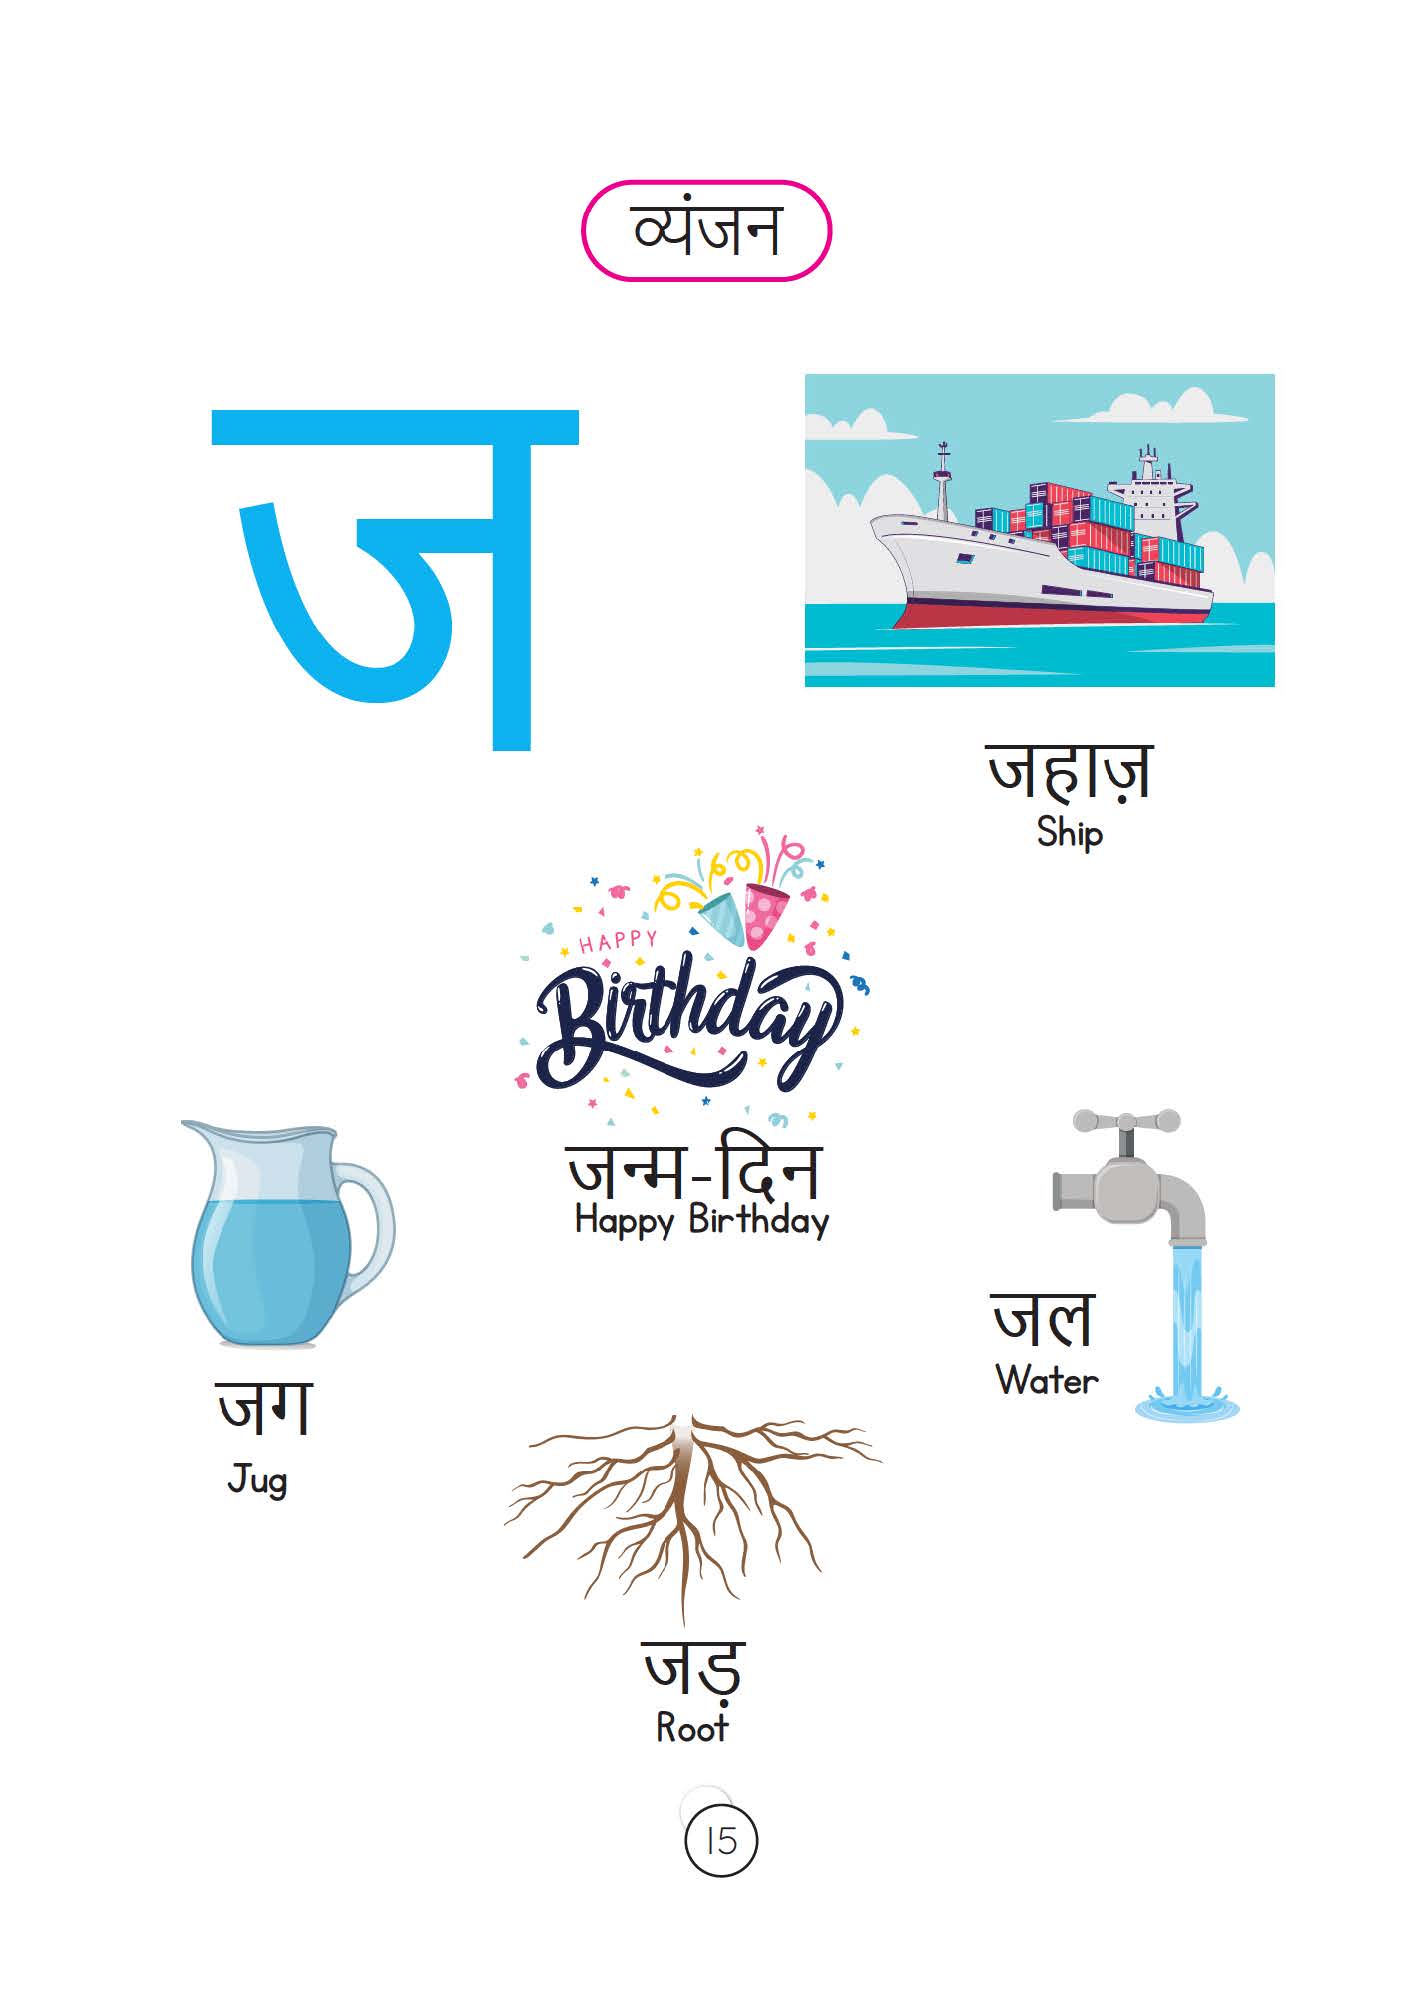 व्यंजन
ज
जहाज़
Ship
HAPPY
Birthday
जन्म-दिन
Happy Birthday
जग
Jug
जल
Water
जड़
Root
15